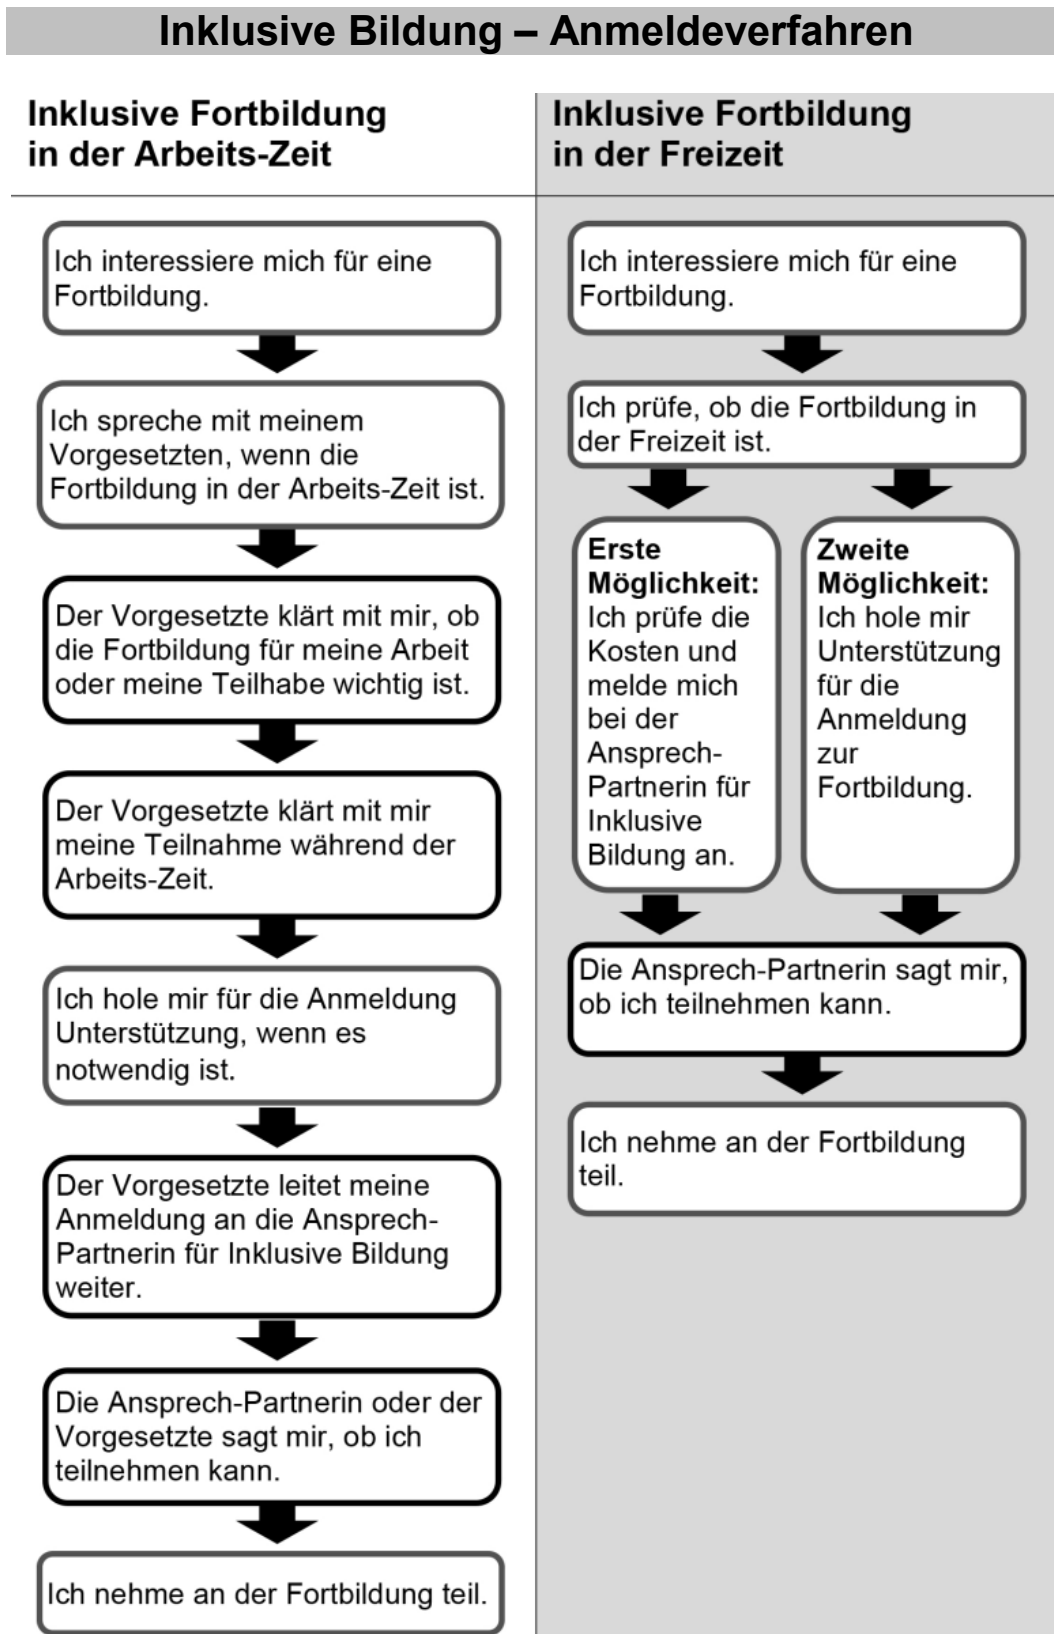 Inklusive Bildung – Anmeldeverfahren
Inklusive Fortbildung
in der Arbeits-Zeit
Ich interessiere mich für eine
Fortbildung.
Ich spreche mit meinem
Vorgesetzten, wenn die
Fortbildung in der Arbeits-Zeit ist.
Der Vorgesetzte klärt mit mir, ob
die Fortbildung für meine Arbeit
oder meine Teilhabe wichtig ist.
Der Vorgesetzte klärt mit mir
meine Teilnahme während der
Arbeits-Zeit.
Ich hole mir für die Anmeldung
Unterstützung, wenn es
notwendig ist.
Der Vorgesetzte leitet meine
Anmeldung an die Ansprech-
Partnerin für Inklusive Bildung
weiter.
Die Ansprech-Partnerin oder der
Vorgesetzte sagt mir, ob ich
teilnehmen kann.
Ich nehme an der Fortbildung teil.
Inklusive Fortbildung
in der Freizeit
Ich interessiere mich für eine
Fortbildung.
Ich prüfe, ob die Fortbildung in
der Freizeit ist.
Erste
Möglichkeit:
Ich prüfe die
Kosten und
melde mich
bei der
Ansprech-
Partnerin für
Inklusive
Bildung an.
Zweite
Möglichkeit:
Ich hole mir
Unterstützung
für die
Anmeldung
zur
Fortbildung.
Die Ansprech-Partnerin sagt mir,
ob ich teilnehmen kann.
Ich nehme an der Fortbildung
teil.